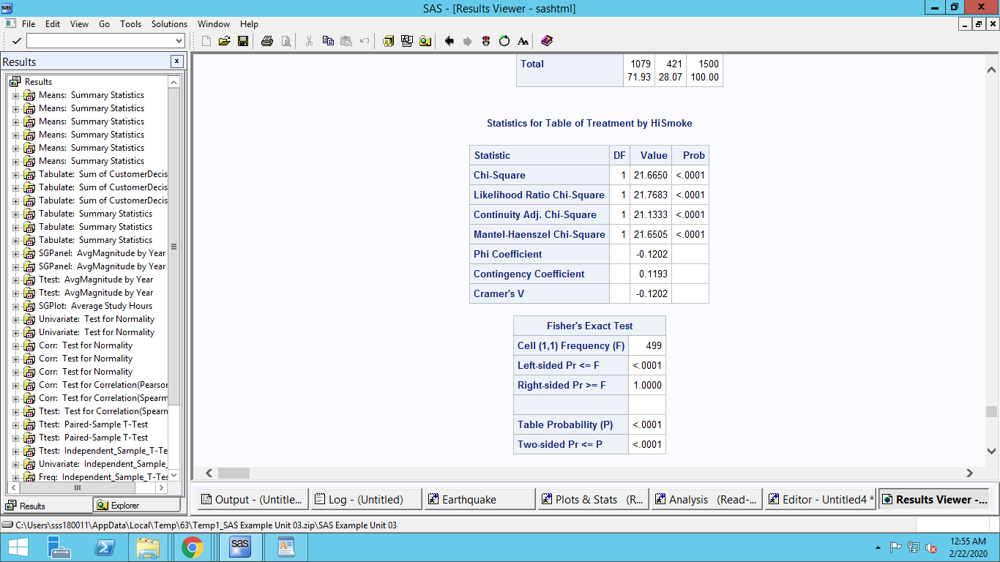 sas
SAS - [Results Viewer - sashtml]
File Edit View Go Tools Solutions Window Help
Results
Results
Means: Summary Statistics
Means: Summary Statistics
Means: Summary Statistics
Means: Summary Statistics
Means: Summary Statistics
Means: Summary Statistics
Tabulate: Sum of CustomerDecis
Tabulate: Sum of CustomerDecis
Tabulate: Sum of CustomerDecis
Tabulate: Summary Statistics
Tabulate: Summary Statistics
Tabulate: Summary Statistics
SGPanel: AvgMagnitude by Year
SGPanel: AvgMagnitude by Year
Ttest: AvgMagnitude by Year
Ttest: AvgMagnitude by Year
SGPlot: Average Study Hours
Univariate: Test for Normality
Univariate: Test for Normality
Corr: Test for Normality
Corr: Test for Normality
Corr: Test for Normality
Corr: Test for Correlation(Pearsor
Corr: Test for Correlation(Spearm
Ttest: Test for Correlation(Spearn
Ttest: Paired-Sample T-Test
Ttest: Paired-Sample T-Test
Ttest: Independent_Sample_T-Te
Univariate: Independent_Sample_
Freq: Independent_Sample_T-Tes
Results Explorer
Total 1079 421 1500
71.93 28.07 100.00
Statistics for Table of Treatment by HiSmoke
Statistic DF Value Prob
Chi-Square 1 21.6650 <.0001
Likelihood Ratio Chi-Square 1 21.7683 <.0001
Continuity Adj. Chi-Square 1 21.1333 <.0001
Mantel-Haenszel Chi-Square 1 21.6505 <.0001
Phi Coefficient -0.1202
Contingency Coefficient 0.1193
Cramer's V -0.1202
Fisher's Exact Test
Cell (1,1) Frequency (F) 499
Left-sided Pr <= F <.0001
Right-sided Pr >= F 1.0000
Table Probability (P) <.0001
Two-sided Pr <= P <.0001
Output - (Untitle... Log - (Untitled) Earthquake Plots & Stats (R... Analysis (Read-... Editor - Untitled4 * Results Viewer -...
C:\Users\sss180011\AppData\Local\Temp\63\Temp1_SAS Example Unit 03.zip\SAS Example Unit 03
sas
12:55 AM
2/22/2020